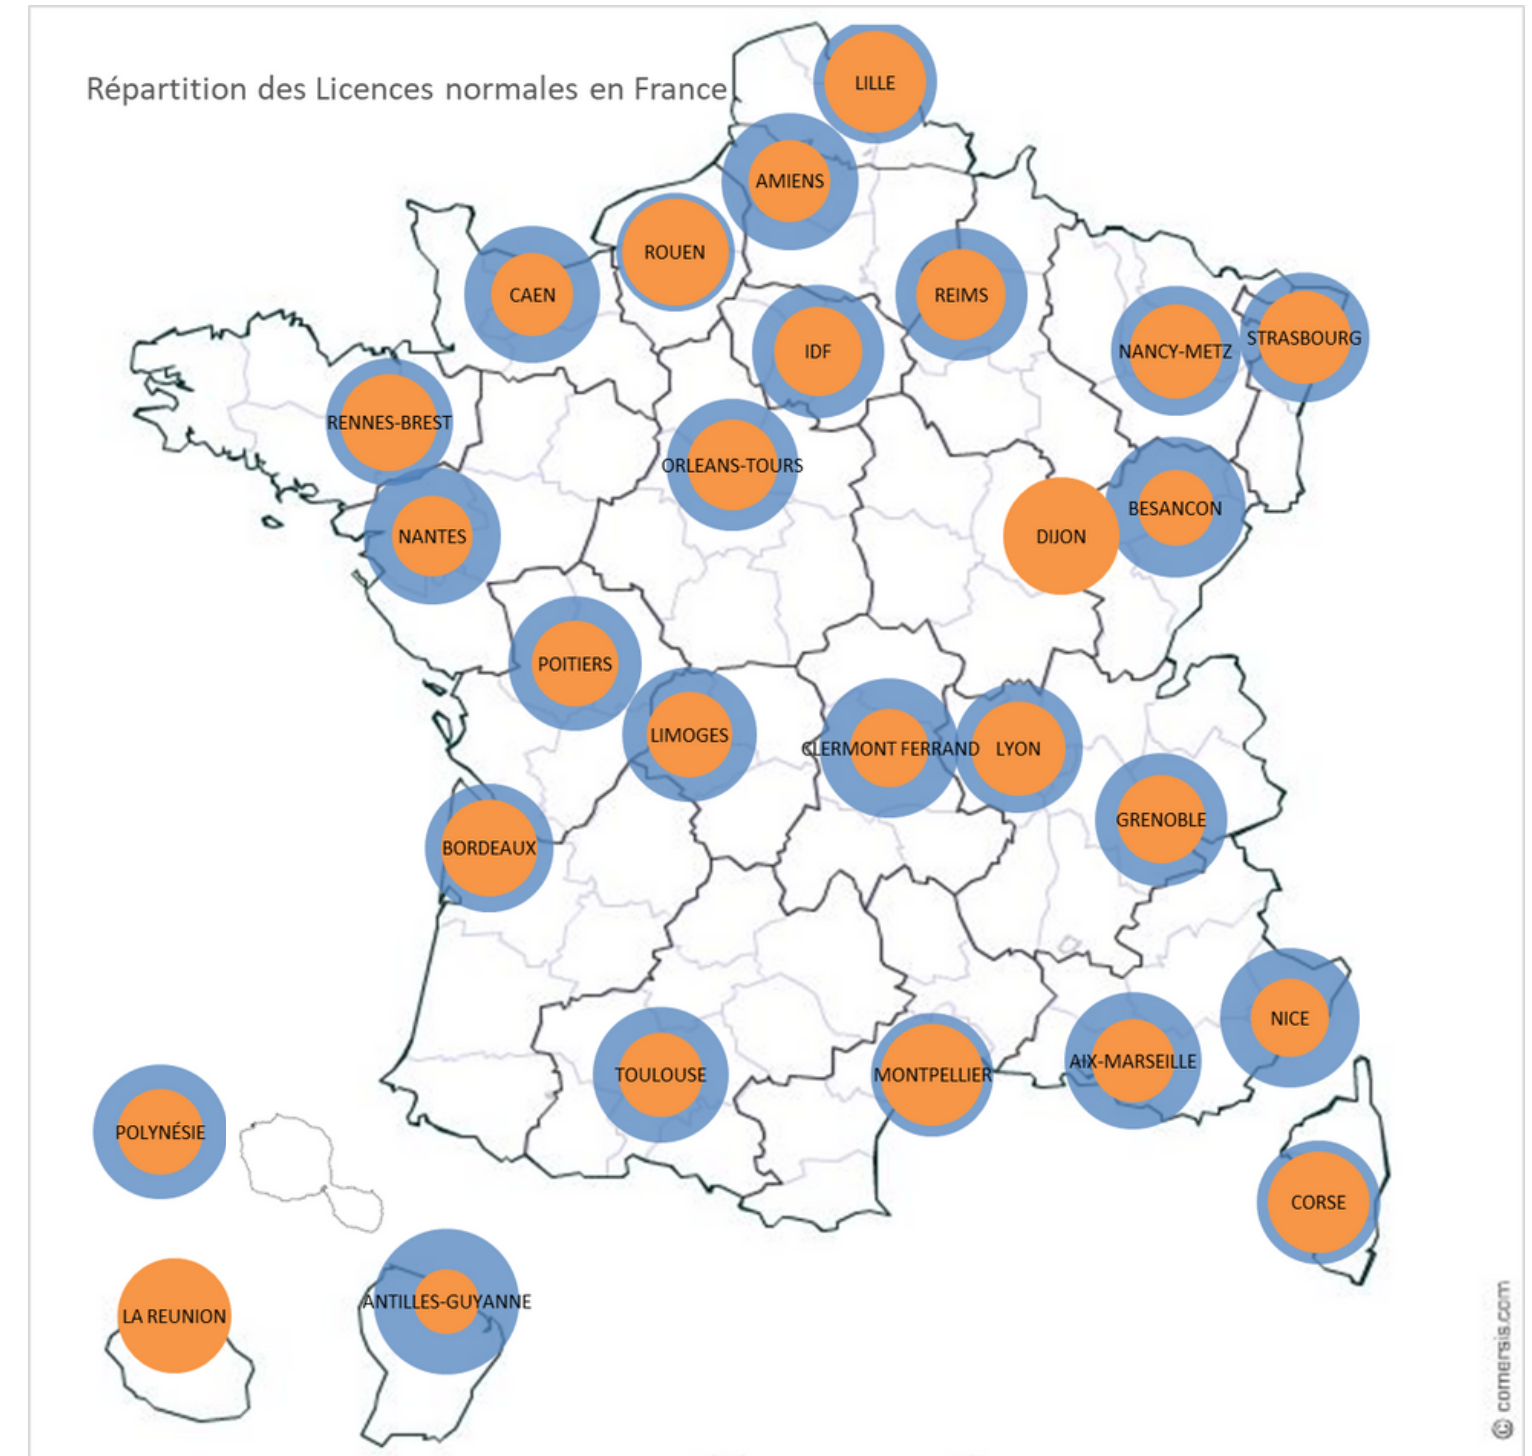 Répartition des Licences normales en France
LILLE
AMIENS
ROUEN
CAEN
REIMS
IDF
NANCY-METZ
STRASBOURG
RENNES-BREST
ORLEANS-TOURS
BESANCON
NANTES
DIJON
POITIERS
LIMOGES
CLERMONT FERRAND
LYON
GRENOBLE
BORDEAUX
NICE
AIX-MARSEILLE
TOULOUSE
MONTPELLIER
POLYNÉSIE
CORSE
ANTILLES-GUYANNE
LA REUNION
© comersis.com